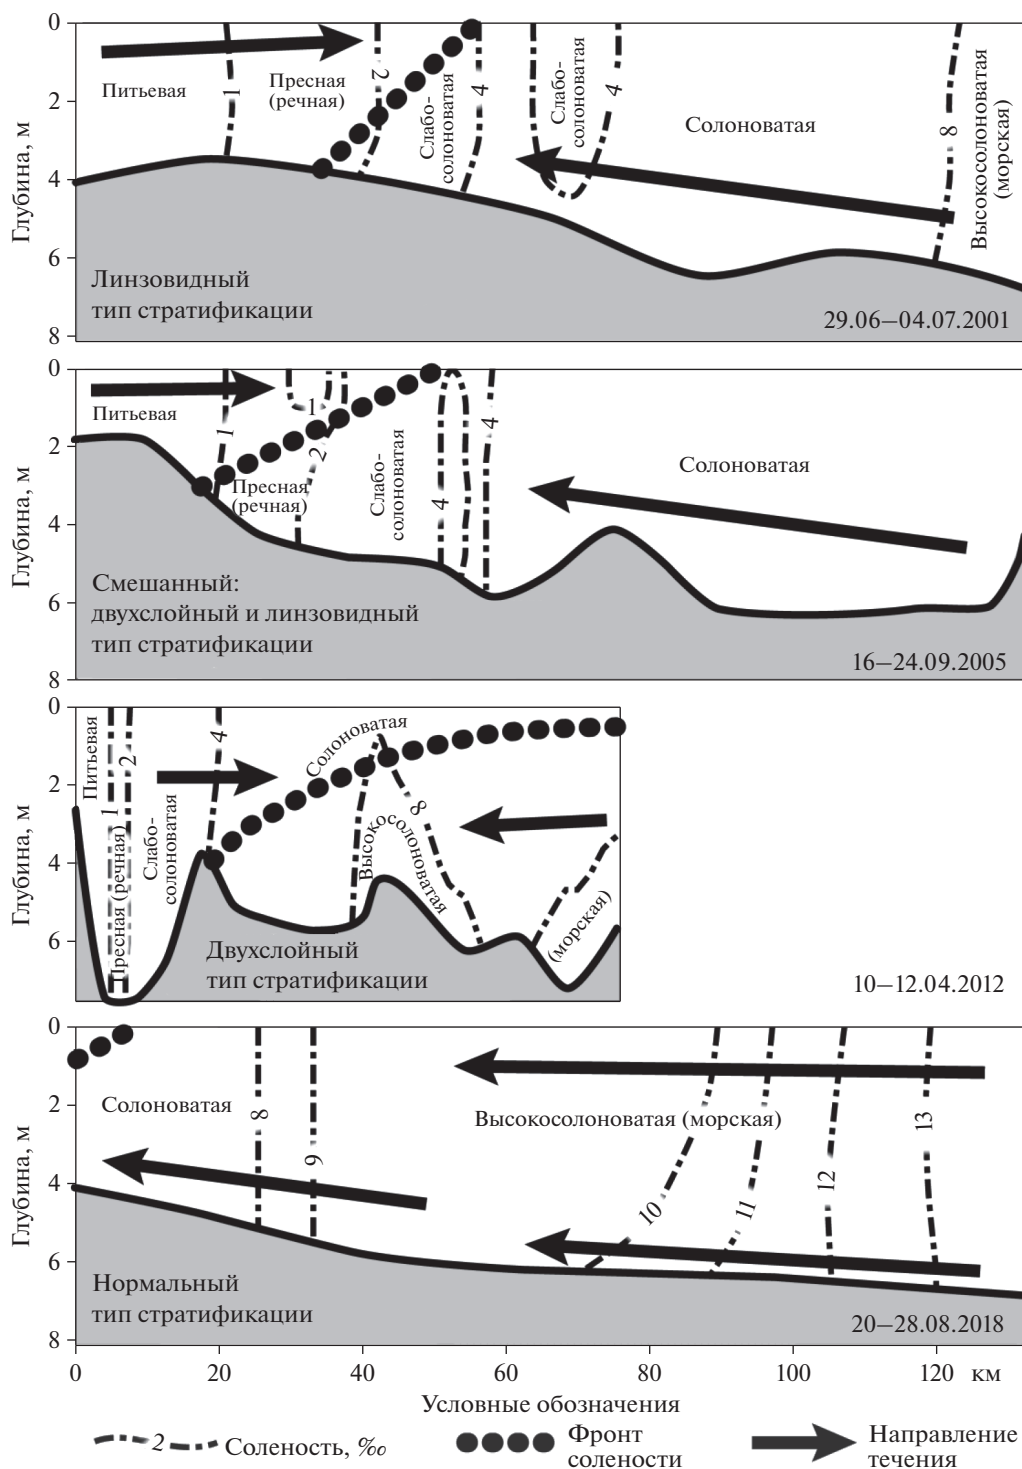 0
2
4
6
8
Глубина, м
Питьевая
1
Пресная
(речная)
2
Слабо-
солоноватая
4
Слабо-
солоноватая
4
Солоноватая
8
Высокосолоноватая
(морская)
Линзовидный
тип стратификации
29.06–04.07.2001
0
2
4
6
8
Глубина, м
Питьевая
1
1
2
Пресная
(речная)
Слабо-
солоноватая
4
4
Солоноватая
Смешанный:
двухслойный и линзовидный
тип стратификации
16–24.09.2005
0
2
4
6
Глубина, м
Питьевая
1
Пресная (речная)
2
Слабо-
солоноватая
4
Солоноватая
8
Высокосолоноватая
(морская)
Двухслойный
тип стратификации
10–12.04.2012
0
2
4
6
8
Глубина, м
Солоноватая
8
9
Высокосолоноватая (морская)
10
11
12
13
Нормальный
тип стратификации
20–28.08.2018
0 20 40 60 80 100 120 км
Условные обозначения
2 Соленость, ‰
Фронт
солености
Направление
течения